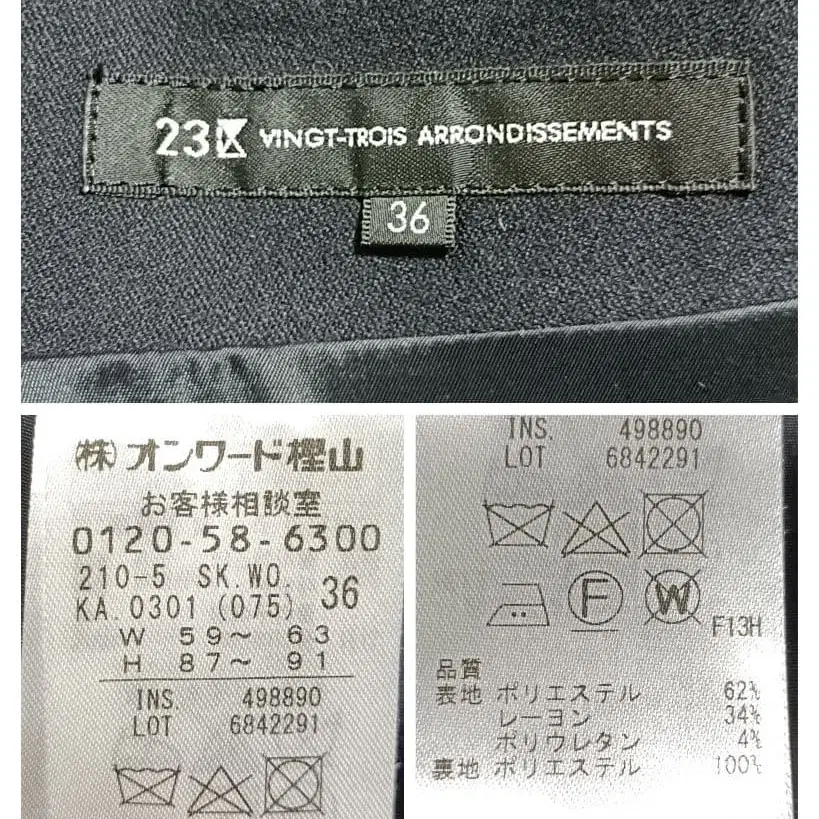 23区 VINGT-TROIS ARRONDISSEMENTS
36
㈱オンワード樫山
お客様相談室
0120-58-6300
210-5 SK.WO.
KA.0301 (075) 36
W 59～ 63
H 87～ 91
INS. 498890
LOT 6842291
INS. 498890
LOT 6842291
F
W
F13H
品質
表地 ポリエステル 62%
レーヨン 34%
ポリウレタン 4%
裏地 ポリエステル 100%